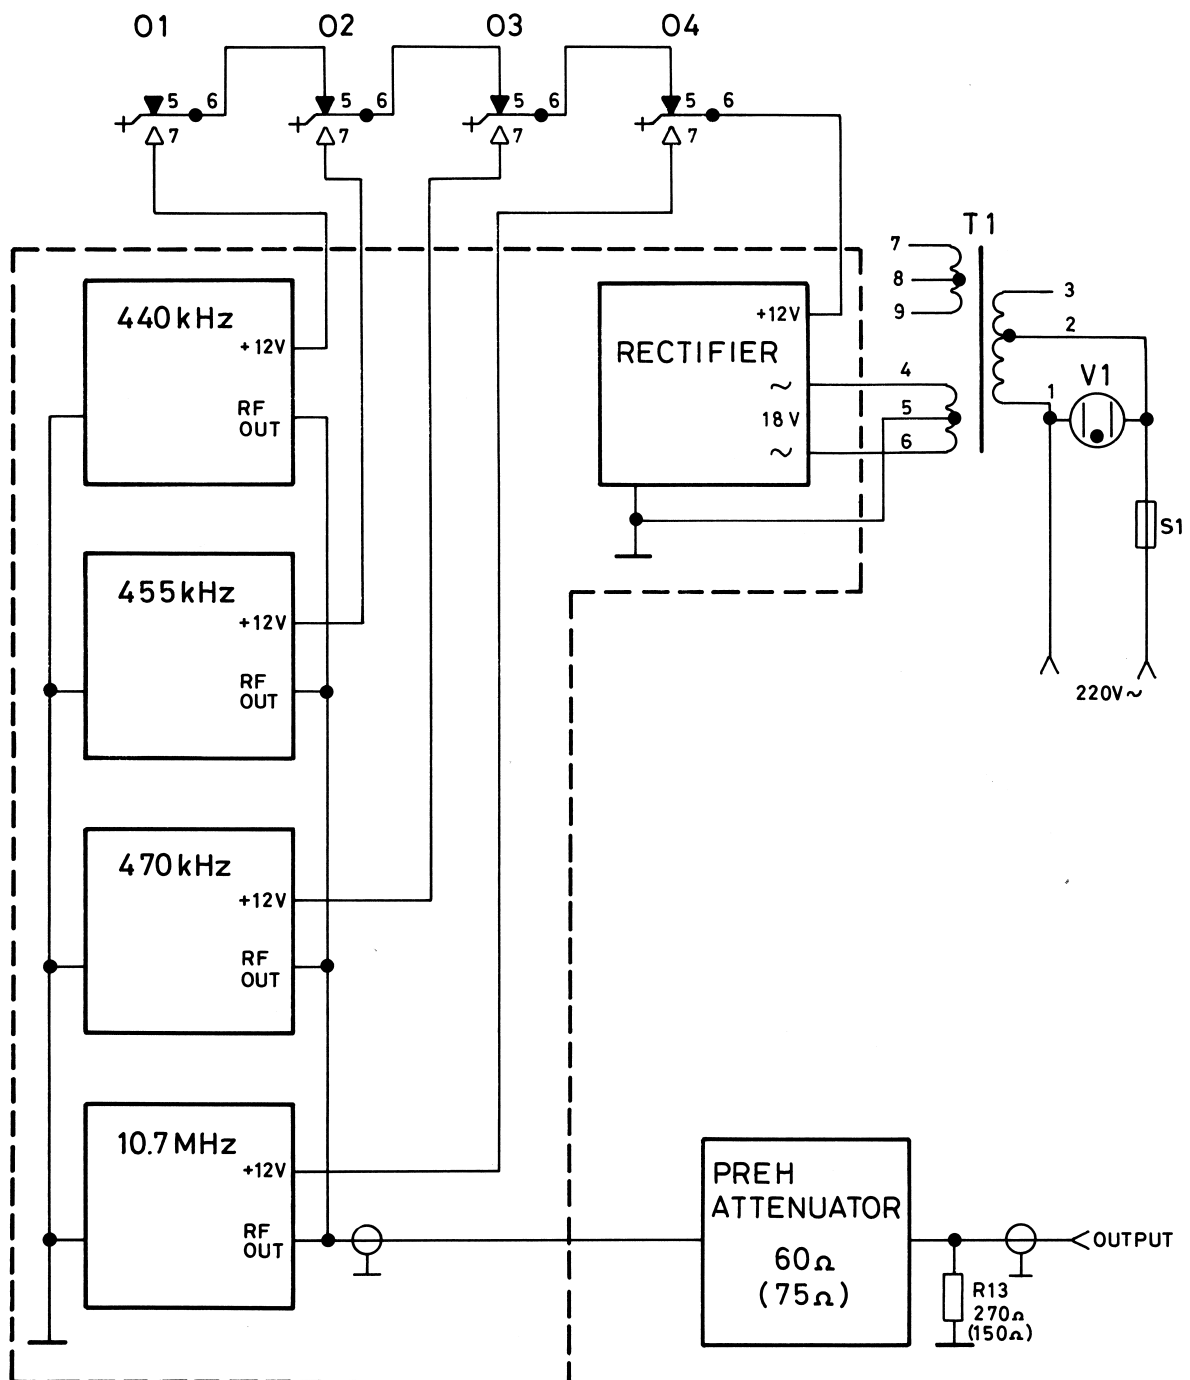 O1 O2 O3 O4
5 6 5 6 5 6 5 6
7 7 7 7
T1
7
8
9
3
2
1
V1
S1
220V~
440kHz
+12V
RF
OUT
RECTIFIER
+12V
~
18V
~
4
5
6
455kHz
+12V
RF
OUT
470kHz
+12V
RF
OUT
10.7MHz
+12V
RF
OUT
PREH
ATTENUATOR
60Ω
(75Ω)
OUTPUT
R13
270Ω
(150Ω)